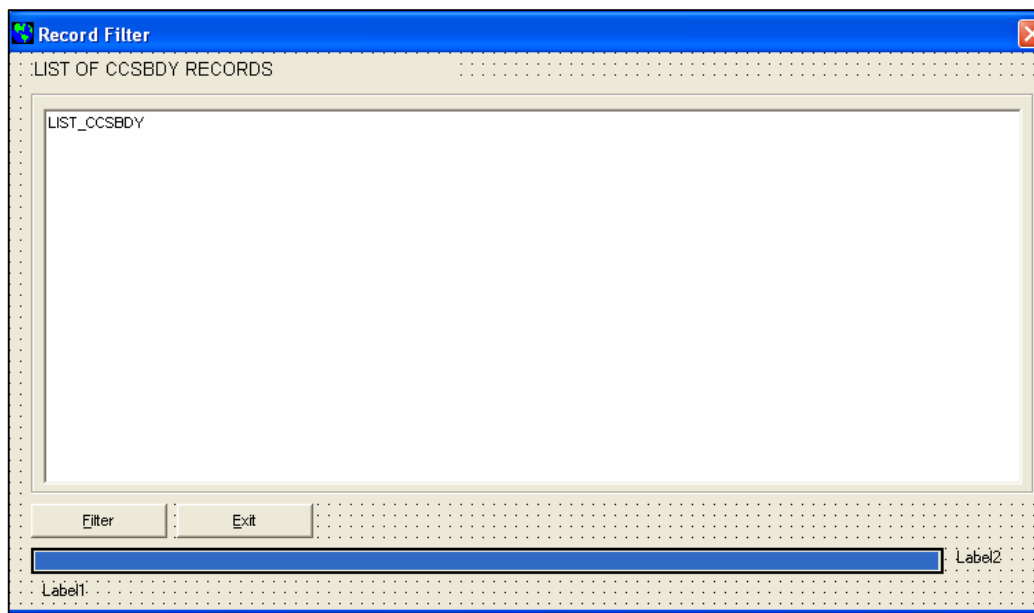 Record Filter
LIST OF CCSBDY RECORDS
LIST_CCSBDY
Filter
Exit
Label2
Label1